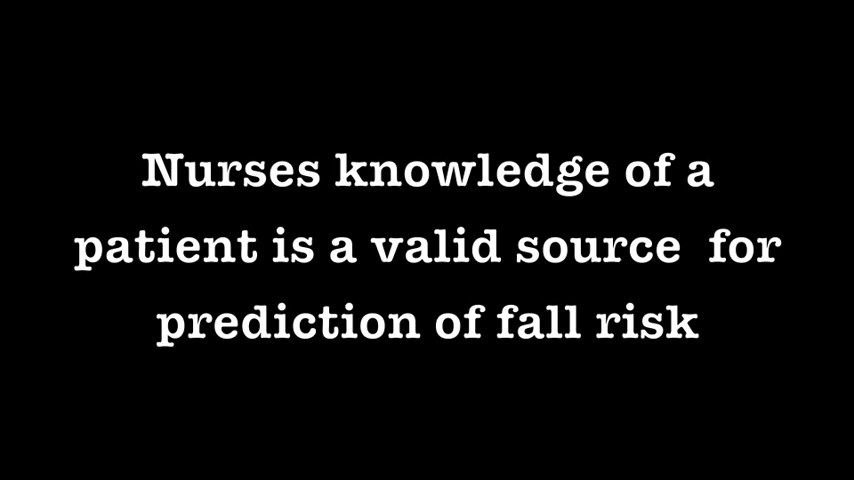 Nurses knowledge of a
patient is a valid source  for
prediction of fall risk